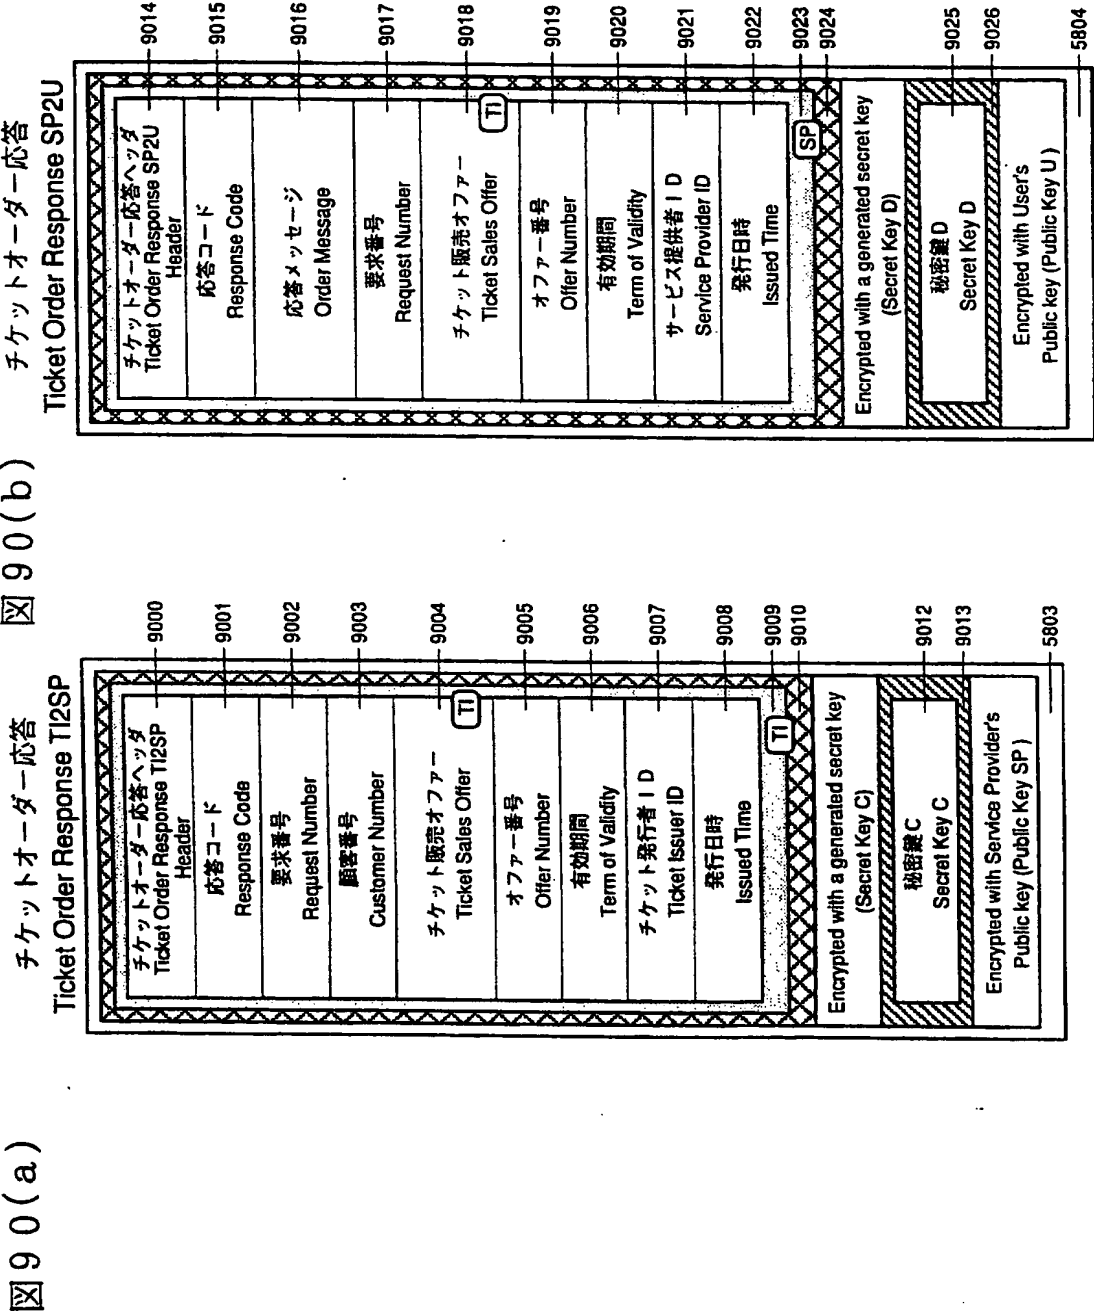 図90(a)
チケットオーダー応答
Ticket Order Response TI2SP
チケットオーダー応答ヘッダ
Ticket Order Response TI2SP
Header
9000
応答コード
Response Code
9001
要求番号
Request Number
9002
顧客番号
Customer Number
9003
チケット販売オファー
Ticket Sales Offer
9004
TI
オファー番号
Offer Number
9005
有効期間
Term of Validity
9006
チケット発行者ID
Ticket Issuer ID
9007
発行日時
Issued Time
9008
TI
9009
9010
Encrypted with a generated secret key
(Secret Key C)
秘密鍵C
Secret Key C
9012
9013
Encrypted with Service Provider's
Public key (Public Key SP)
5803
図90(b)
チケットオーダー応答
Ticket Order Response SP2U
チケットオーダー応答ヘッダ
Ticket Order Response SP2U
Header
9014
応答コード
Response Code
9015
応答メッセージ
Order Message
9016
要求番号
Request Number
9017
チケット販売オファー
Ticket Sales Offer
9018
TI
オファー番号
Offer Number
9019
有効期間
Term of Validity
9020
サービス提供者ID
Service Provider ID
9021
発行日時
Issued Time
9022
SP
9023
9024
Encrypted with a generated secret key
(Secret Key D)
秘密鍵D
Secret Key D
9025
9026
Encrypted with User's
Public key (Public Key U)
5804